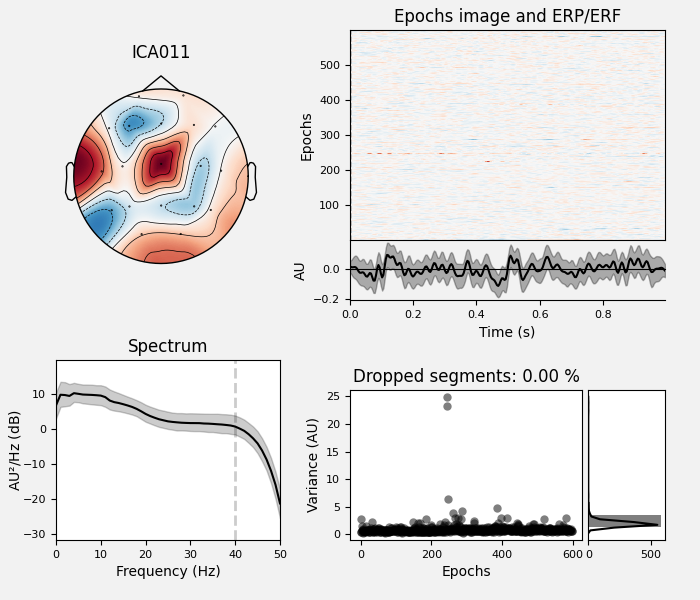 ICA011
Epochs image and ERP/ERF
Epochs
500
400
300
200
100
AU
0.0
−0.2
0.0 0.2 0.4 0.6 0.8
Time (s)
Spectrum
AU²/Hz (dB)
10
0
−10
−20
−30
0 10 20 30 40 50
Frequency (Hz)
Dropped segments: 0.00 %
Variance (AU)
25
20
15
10
5
0
0 200 400 600
Epochs
0 500